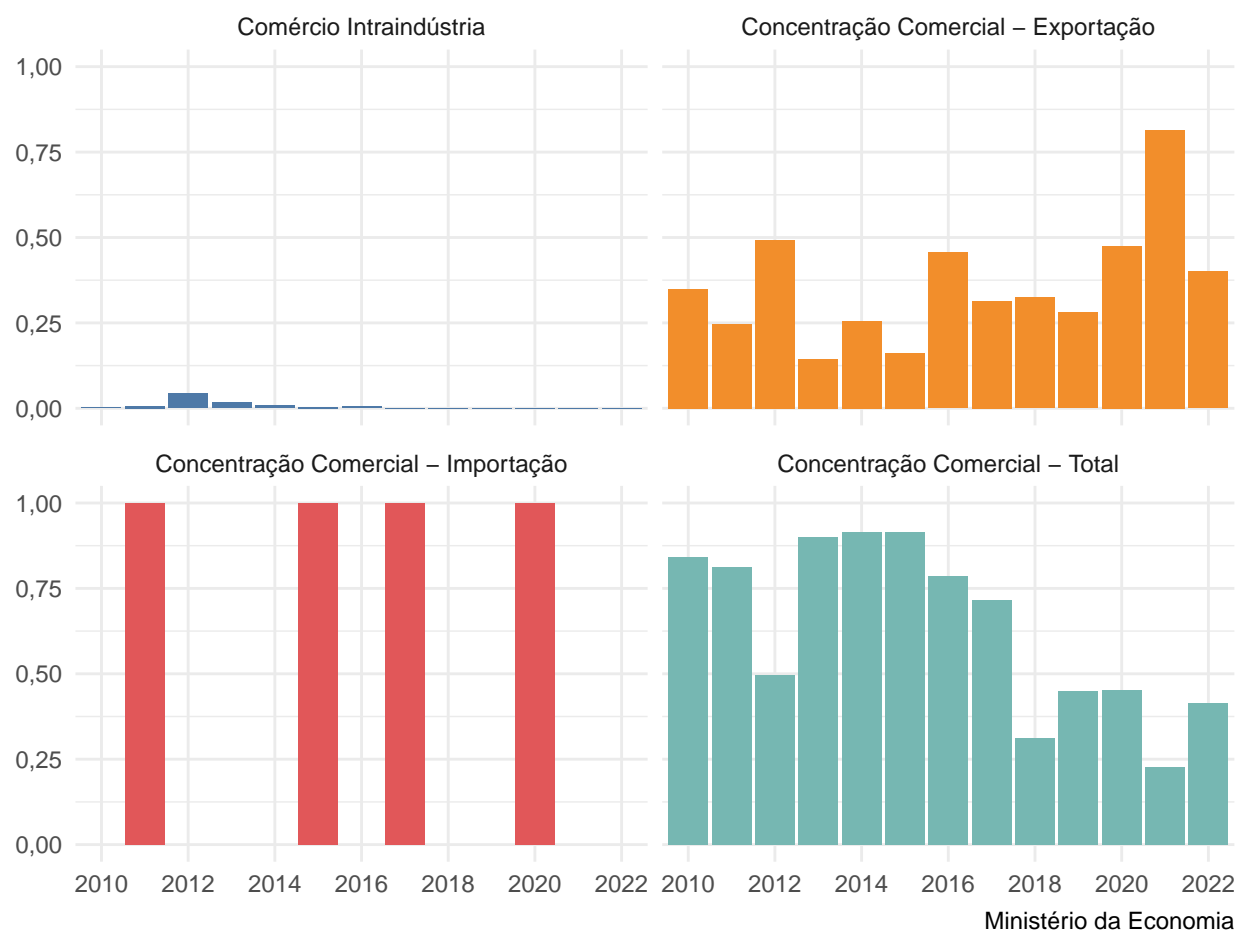 Comércio Intraindústria
Concentração Comercial – Exportação
1,00
0,75
0,50
0,25
0,00
Concentração Comercial – Importação
Concentração Comercial – Total
1,00
0,75
0,50
0,25
0,00
2010 2012 2014 2016 2018 2020 2022
2010 2012 2014 2016 2018 2020 2022
Ministério da Economia